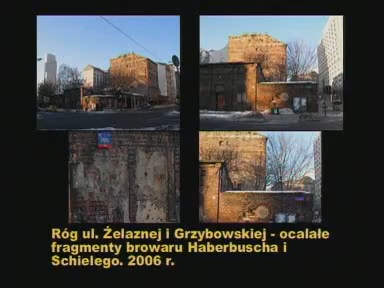 Róg ul. Żelaznej i Grzybowskiej - ocalałe
fragmenty browaru Haberbuscha i
Schielego. 2006 r.